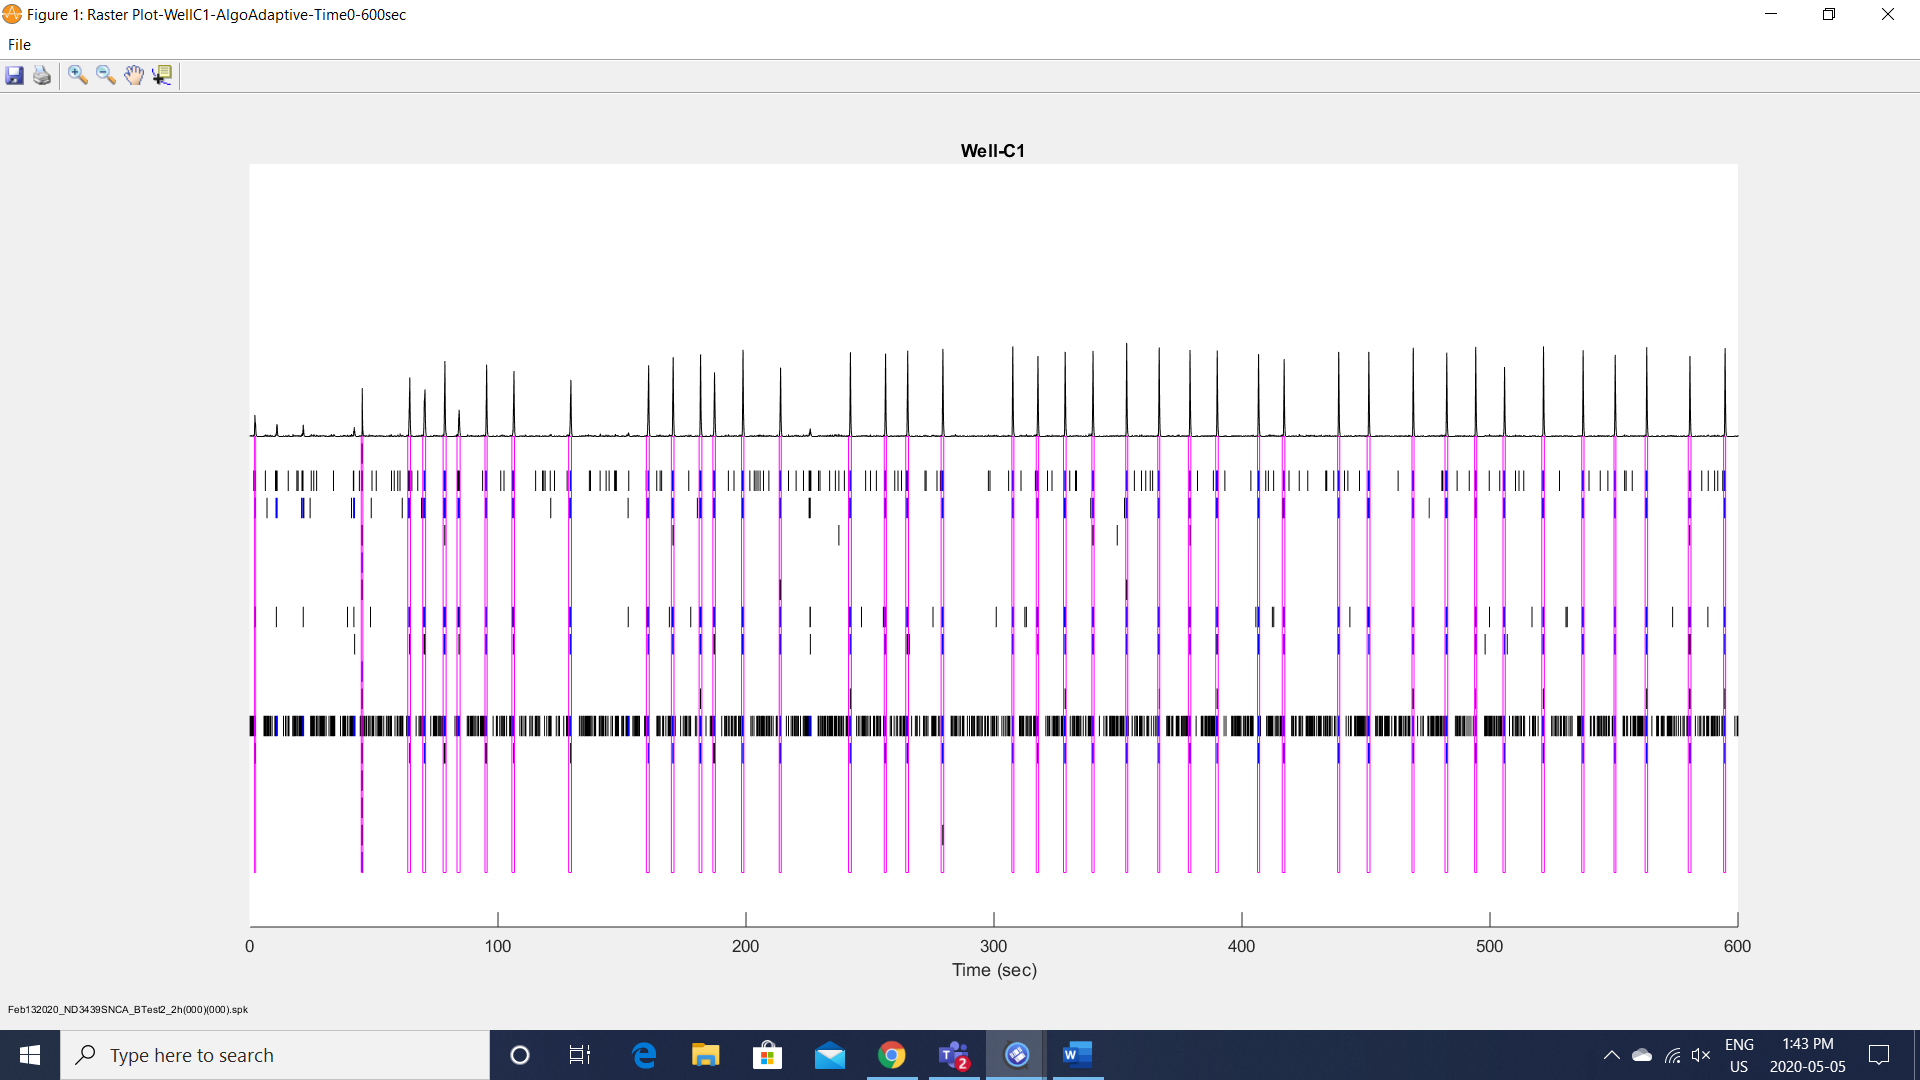 Figure 1: Raster Plot-WellC1-AlgoAdaptive-Time0-600sec
File
Well-C1
0 100 200 300 400 500 600
Time (sec)
Feb132020_ND3439SNCA_BTest2_2h(000)(000).spk
Type here to search
T
2
W
ENG
US
1:43 PM
2020-05-05